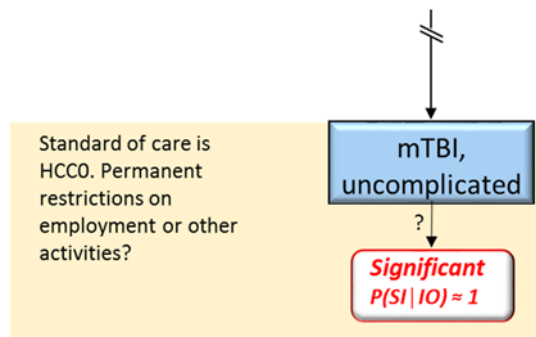 Standard of care is
HCC0. Permanent
restrictions on
employment or other
activities?
mTBI,
uncomplicated
?
Significant
P(SI|IO) ≈ 1